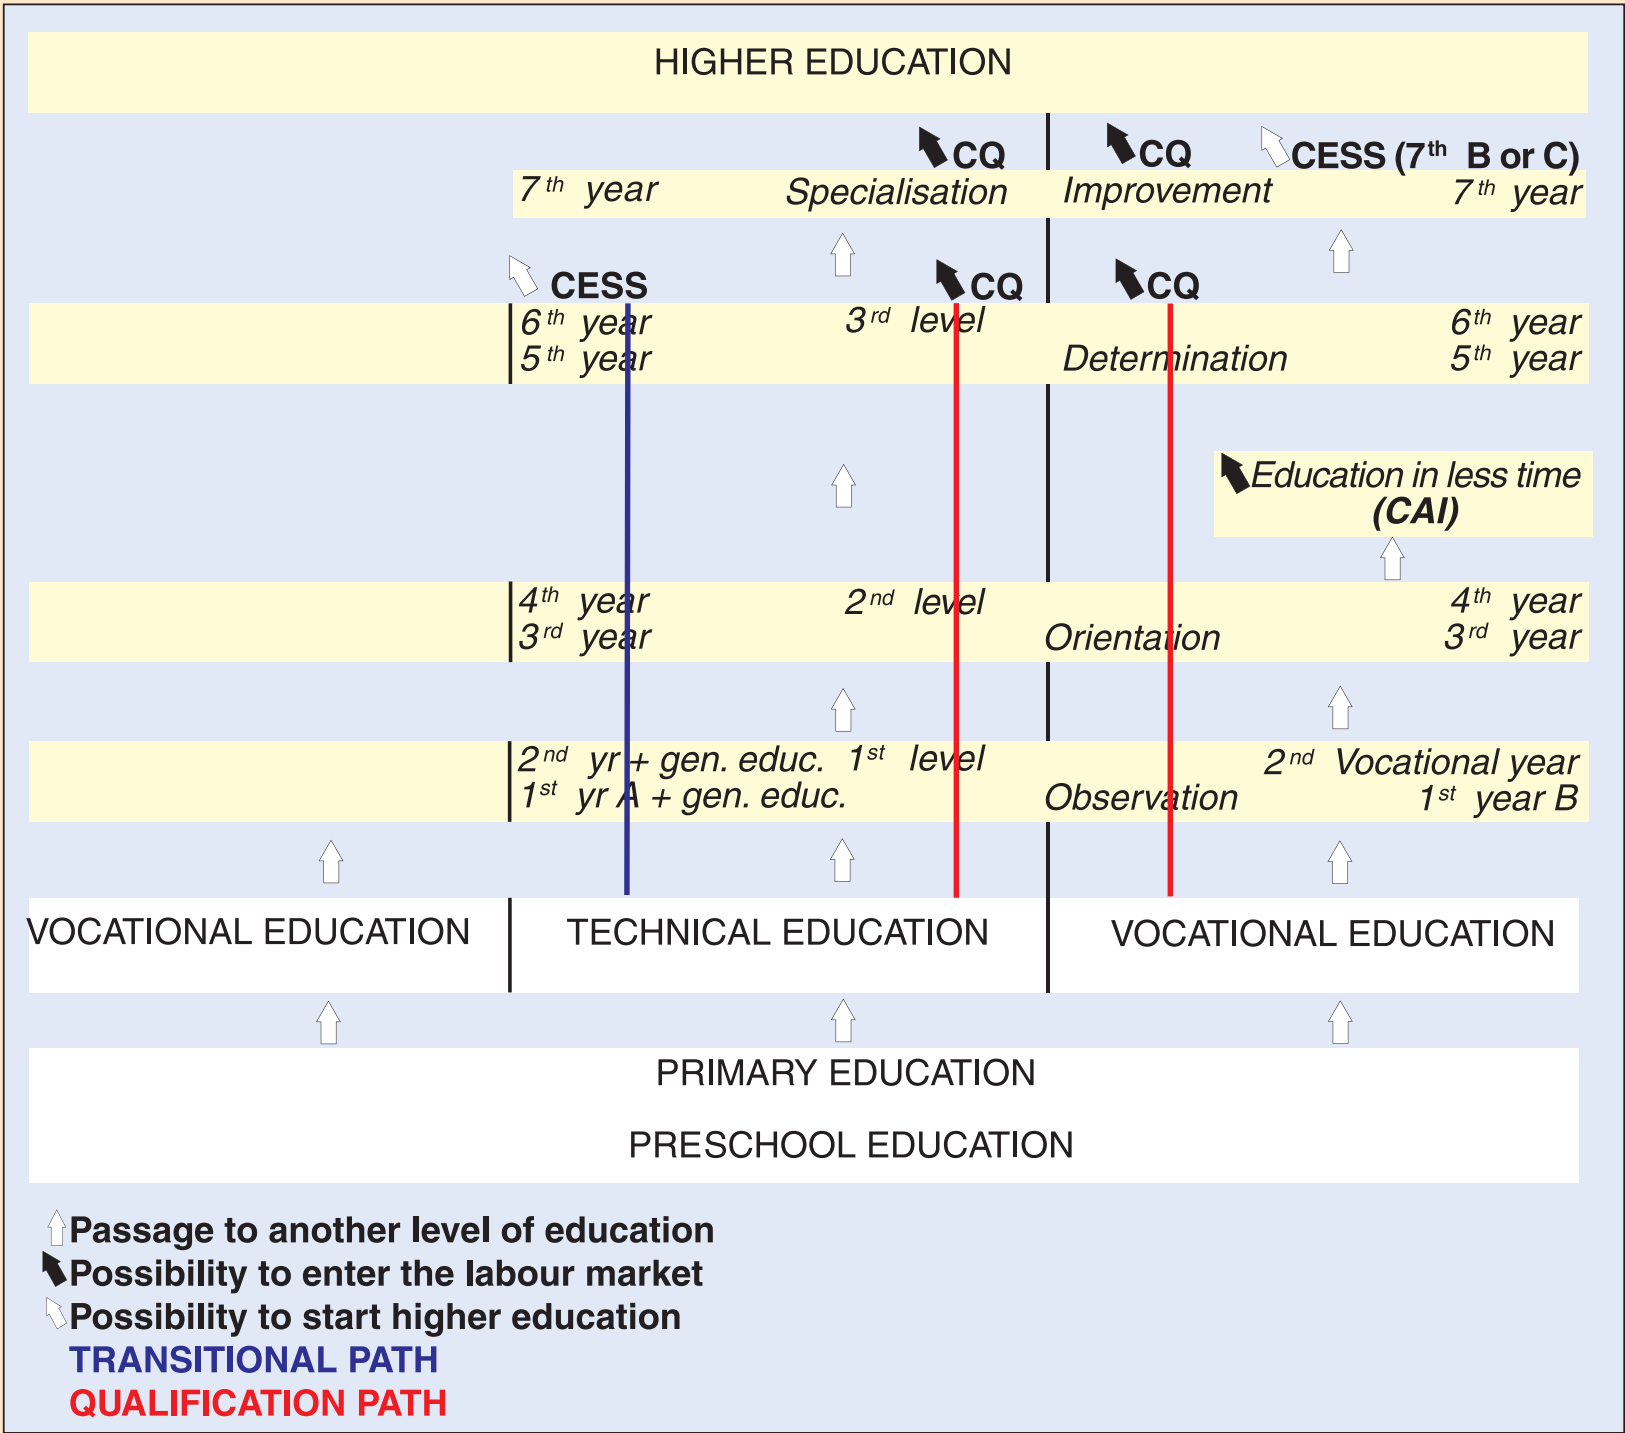 HIGHER EDUCATION
CQ CQ CESS (7th B or C)
7th year Specialisation Improvement 7th year
CESS CQ CQ
6th year 3rd level 6th year
5th year Determination 5th year
Education in less time
(CAI)
4th year 2nd level 4th year
3rd year Orientation 3rd year
2nd yr + gen. educ. 1st level 2nd Vocational year
1st yr A + gen. educ. Observation 1st year B
VOCATIONAL EDUCATION TECHNICAL EDUCATION VOCATIONAL EDUCATION
PRIMARY EDUCATION
PRESCHOOL EDUCATION
Passage to another level of education
Possibility to enter the labour market
Possibility to start higher education
TRANSITIONAL PATH
QUALIFICATION PATH